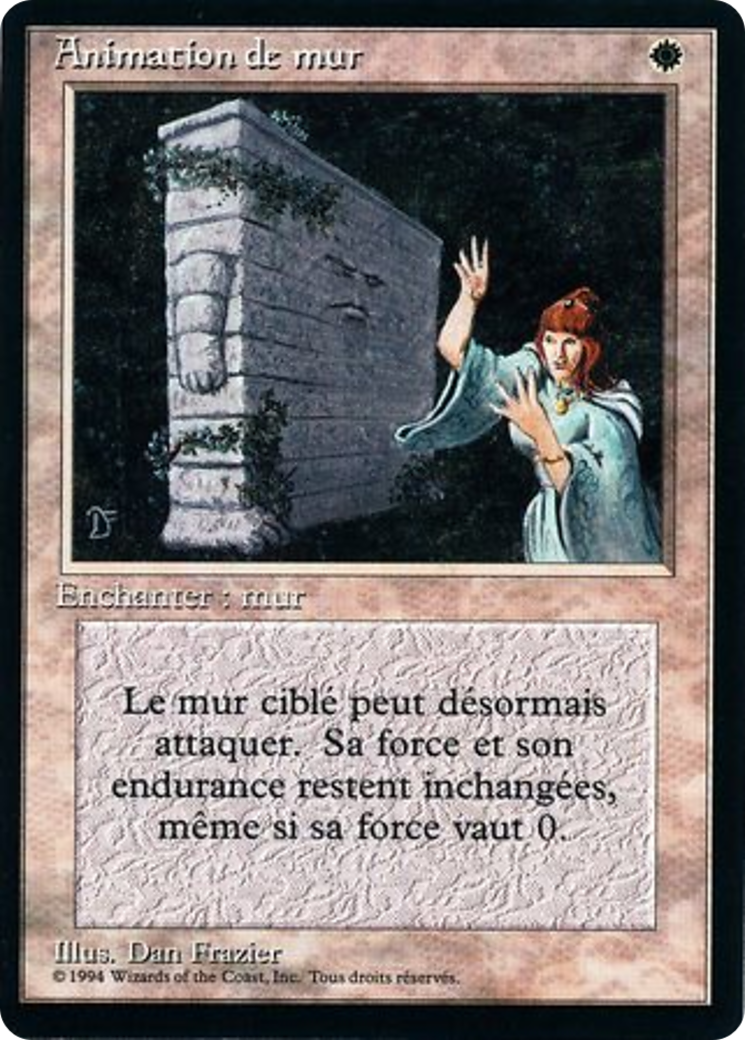 Animation de mur
DF
Enchanter : mur
Le mur ciblé peut désormais
attaquer. Sa force et son
endurance restent inchangées,
même si sa force vaut 0.
Illus. Dan Frazier
© 1994 Wizards of the Coast, Inc. Tous droits réservés.